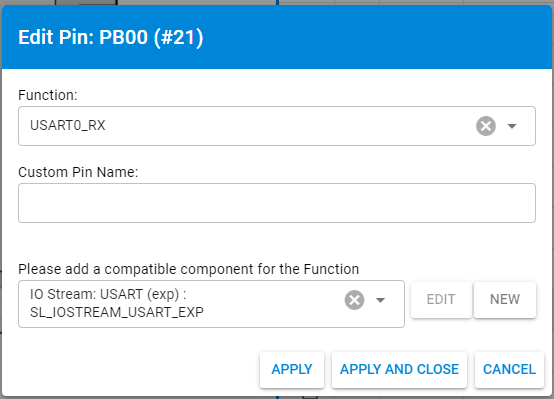 Edit Pin: PB00 (#21)
Function:
USART0_RX
Custom Pin Name:
Please add a compatible component for the Function
IO Stream: USART (exp) :
SL_IOSTREAM_USART_EXP
EDIT
NEW
APPLY
APPLY AND CLOSE
CANCEL